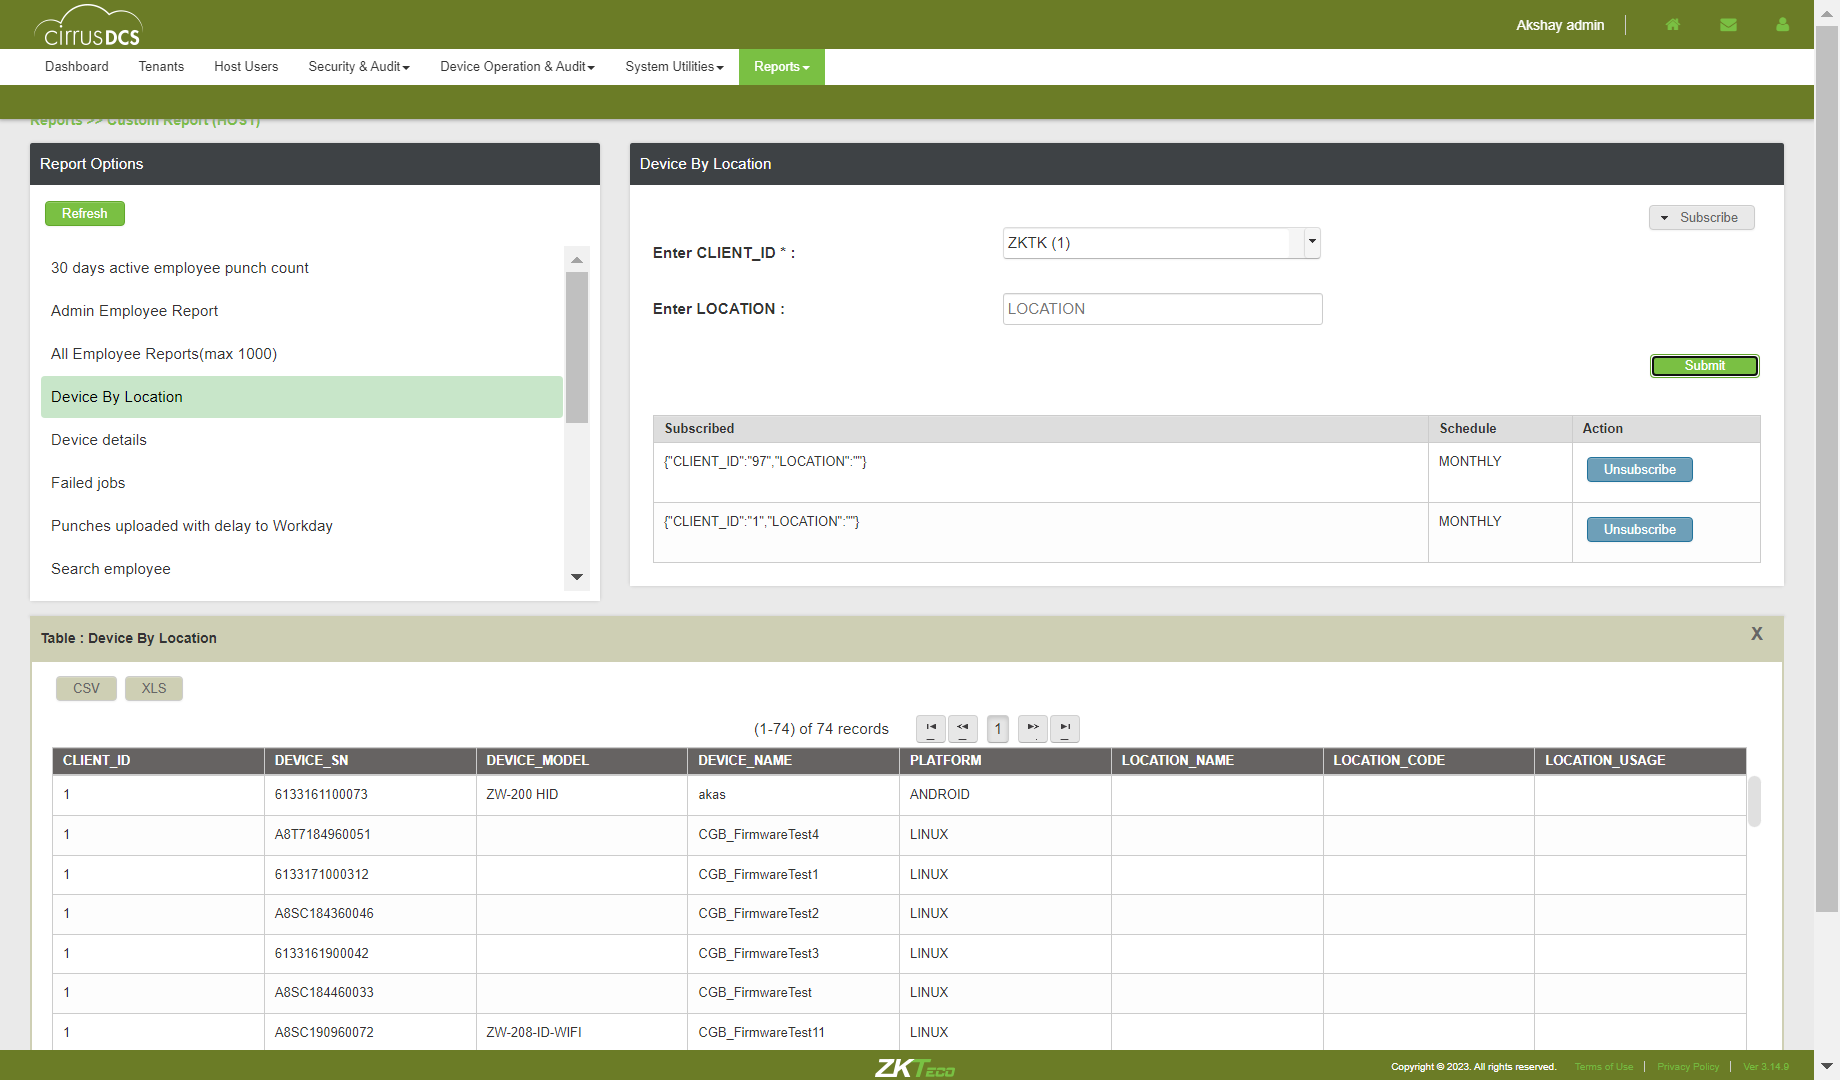 cirrusDCS
Akshay admin
Dashboard Tenants Host Users Security & Audit Device Operation & Audit System Utilities Reports
Reports >> Custom Report (HOST)
Report Options
Refresh
30 days active employee punch count
Admin Employee Report
All Employee Reports(max 1000)
Device By Location
Device details
Failed jobs
Punches uploaded with delay to Workday
Search employee
Device By Location
Subscribe
Enter CLIENT_ID * : ZKTK (1)
Enter LOCATION : LOCATION
Submit
Subscribed Schedule Action
{"CLIENT_ID":"97","LOCATION":""} MONTHLY Unsubscribe
{"CLIENT_ID":"1","LOCATION":""} MONTHLY Unsubscribe
Table : Device By Location X
CSV XLS
(1-74) of 74 records 1
CLIENT_ID DEVICE_SN DEVICE_MODEL DEVICE_NAME PLATFORM LOCATION_NAME LOCATION_CODE LOCATION_USAGE
1 6133161100073 ZW-200 HID akas ANDROID
1 A8T7184960051 CGB_FirmwareTest4 LINUX
1 6133171000312 CGB_FirmwareTest1 LINUX
1 A8SC184360046 CGB_FirmwareTest2 LINUX
1 6133161900042 CGB_FirmwareTest3 LINUX
1 A8SC184460033 CGB_FirmwareTest LINUX
1 A8SC190960072 ZW-208-ID-WIFI CGB_FirmwareTest11 LINUX
ZKTeco
Copyright © 2023. All rights reserved. Terms of Use | Privacy Policy | Ver 3.14.9